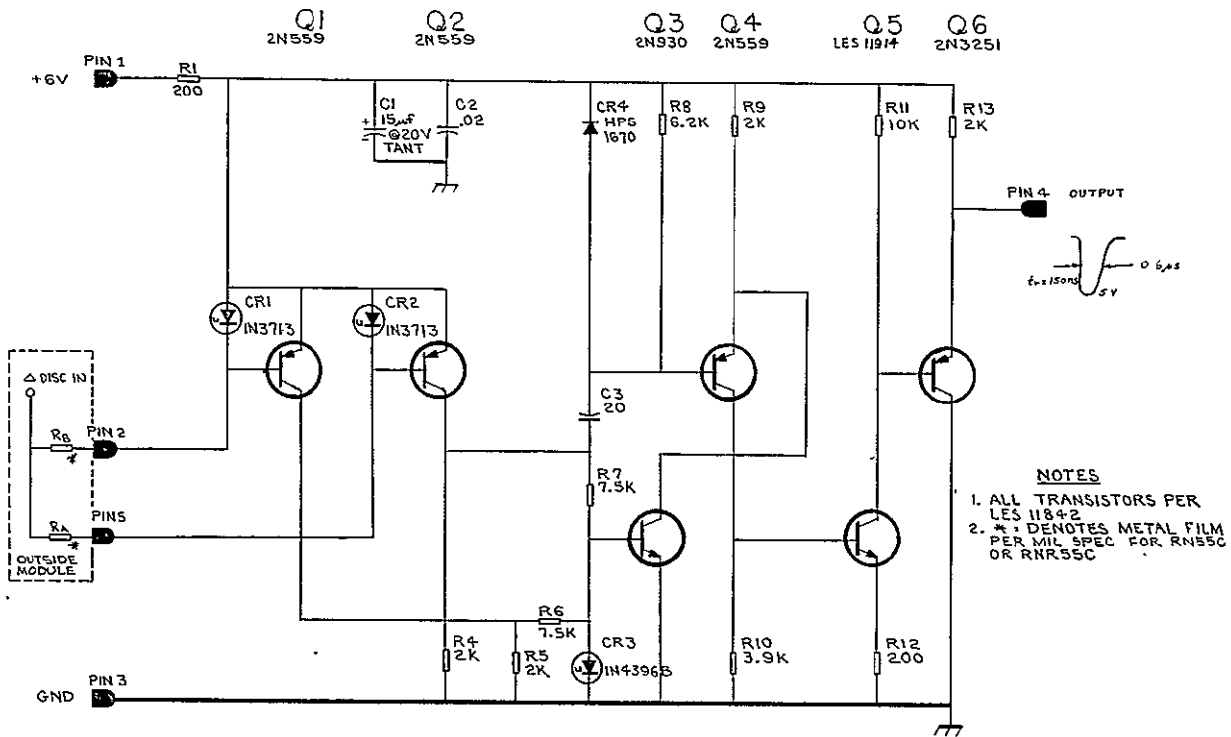 Q1 Q2 Q3 Q4 Q5 Q6
2N559 2N559 2N930 2N559 LES 11914 2N3251
PIN 1
+6V
R1
200
C1
15µf
@20V
TANT
+
-
C2
.02
CR4
HPG
1670
R8
6.2K
R9
2K
R11
10K
R13
2K
PIN 4 OUTPUT
0 6µs
5V
CR1
1N3713
CR2
1N3713
△ DISC IN
C3
20
RB
*
PIN 2
R7
7.5K
RA
*
PIN5
OUTSIDE
MODULE
NOTES
1. ALL TRANSISTORS PER
LES 11842
2. *: DENOTES METAL FILM
PER MIL SPEC FOR RN55C
OR RNR55C
R6
7.5K
R4
2K
R5
2K
CR3
1N4396B
R10
3.9K
R12
200
GND
PIN 3